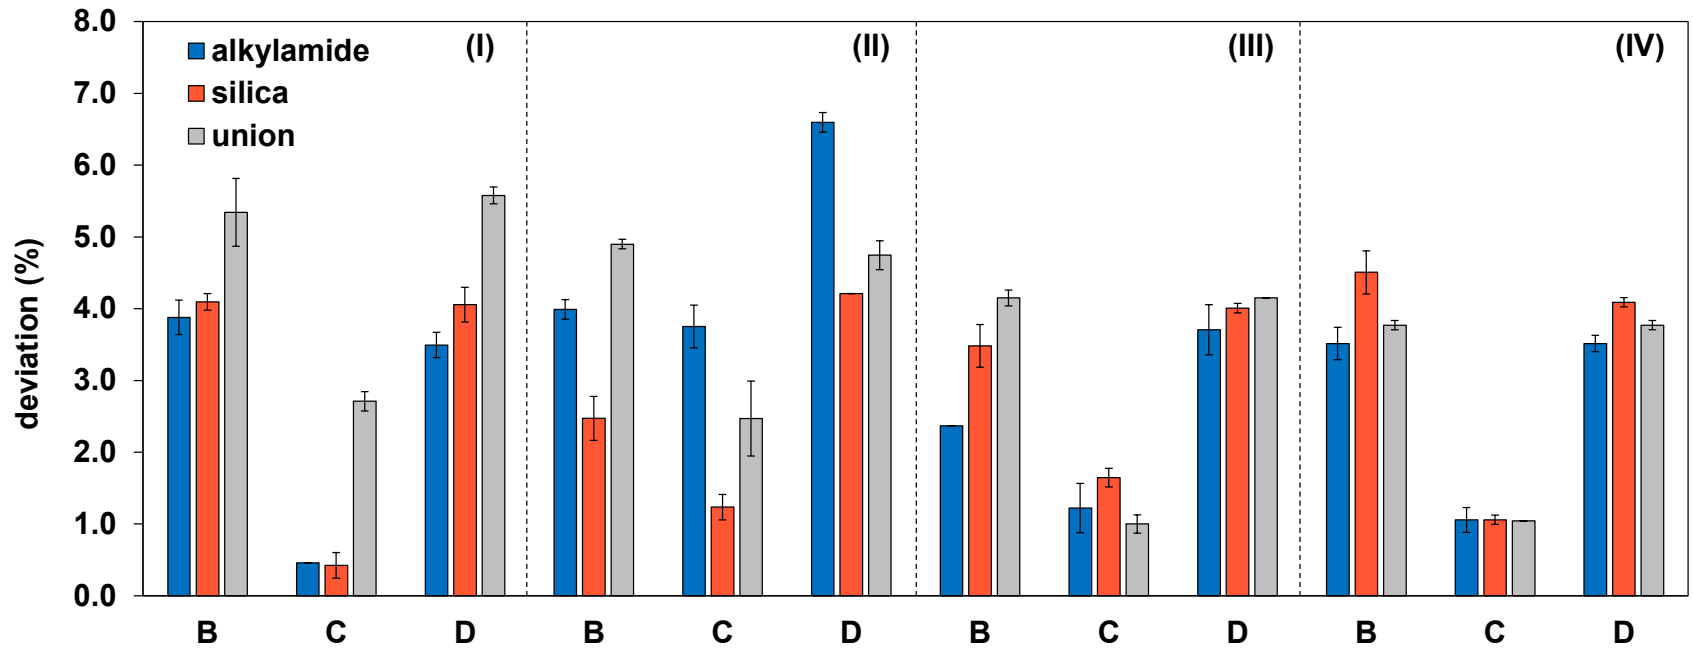 8.0
7.0
6.0
5.0
4.0
3.0
2.0
1.0
0.0
deviation (%)
alkylamide
silica
union
(I)
(II)
(III)
(IV)
B C D B C D B C D B C D